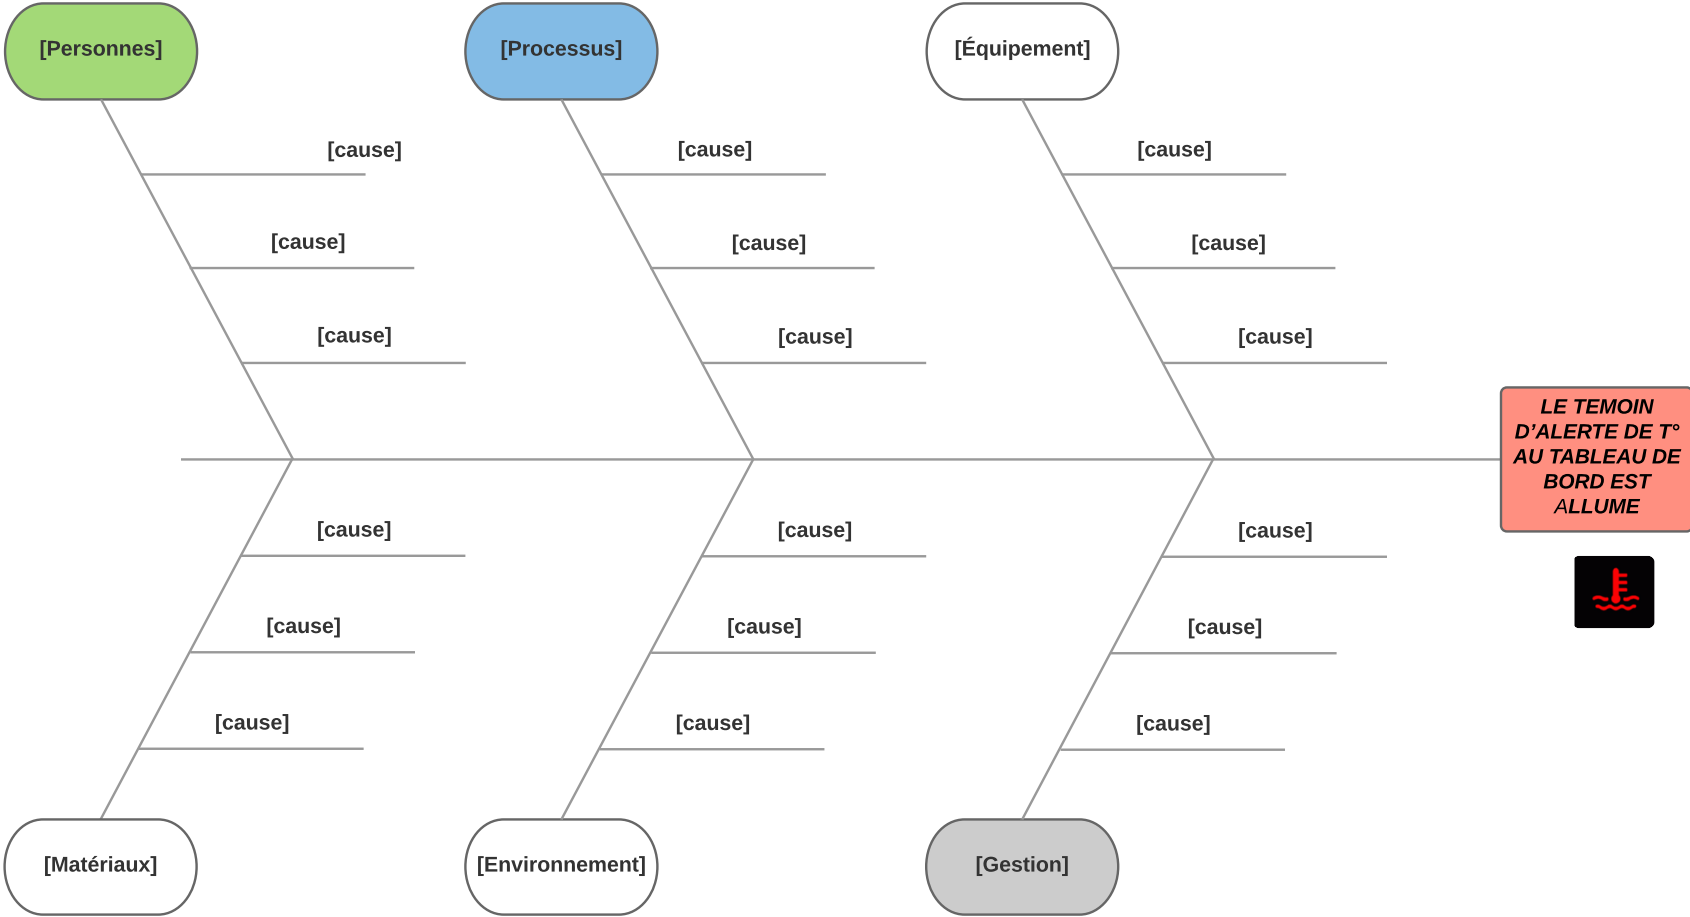 [Personnes]
[Processus]
[Équipement]
[cause]
[cause]
[cause]
[cause]
[cause]
[cause]
[cause]
[cause]
[cause]
LE TEMOIN
D’ALERTE DE T°
AU TABLEAU DE
BORD EST
ALLUME
[cause]
[cause]
[cause]
[cause]
[cause]
[cause]
[cause]
[cause]
[cause]
[Matériaux]
[Environnement]
[Gestion]